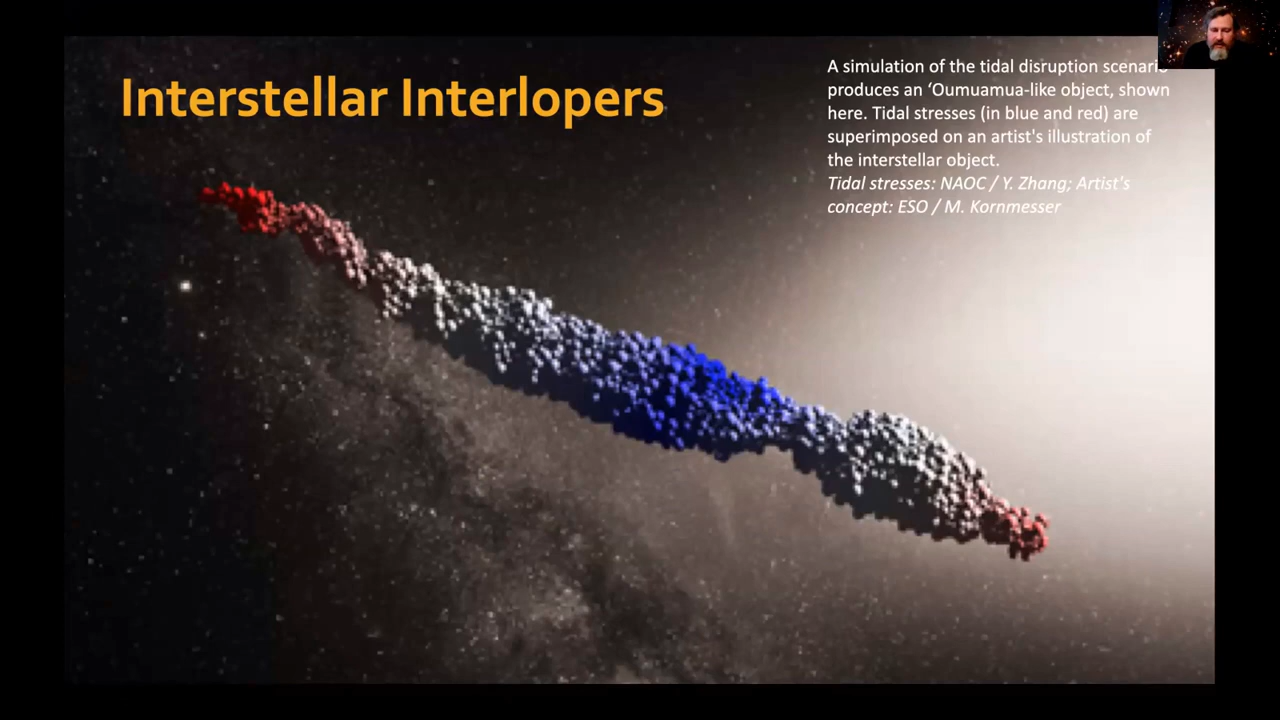 Interstellar Interlopers
A simulation of the tidal disruption scenario
produces an ‘Oumuamua-like object, shown
here. Tidal stresses (in blue and red) are
superimposed on an artist's illustration of
the interstellar object.
Tidal stresses: NAOC / Y. Zhang; Artist's
concept: ESO / M. Kornmesser